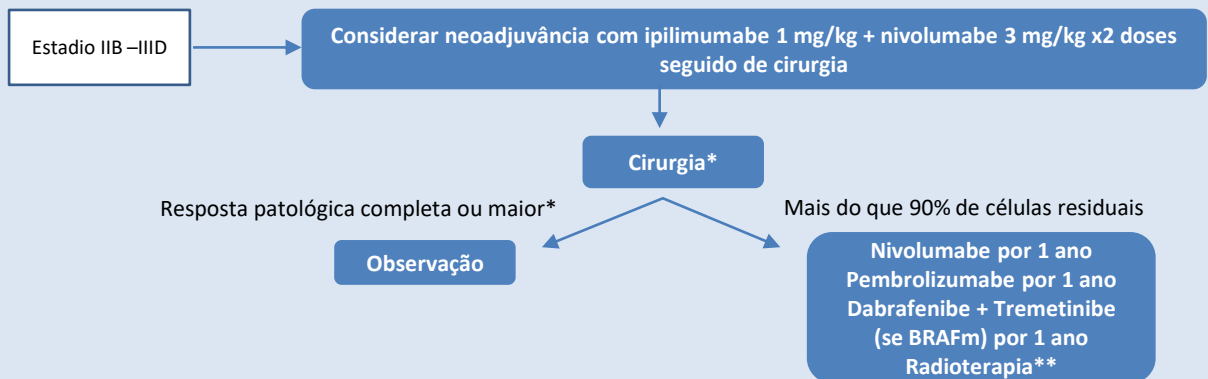 Estadio IIB –IIID
Considerar neoadjuvância com ipilimumabe 1 mg/kg + nivolumabe 3 mg/kg x2 doses
seguido de cirurgia
Cirurgia*
Resposta patológica completa ou maior*
Mais do que 90% de células residuais
Observação
Nivolumabe por 1 ano
Pembrolizumabe por 1 ano
Dabrafenibe + Tremetinibe
(se BRAFm) por 1 ano
Radioterapia**